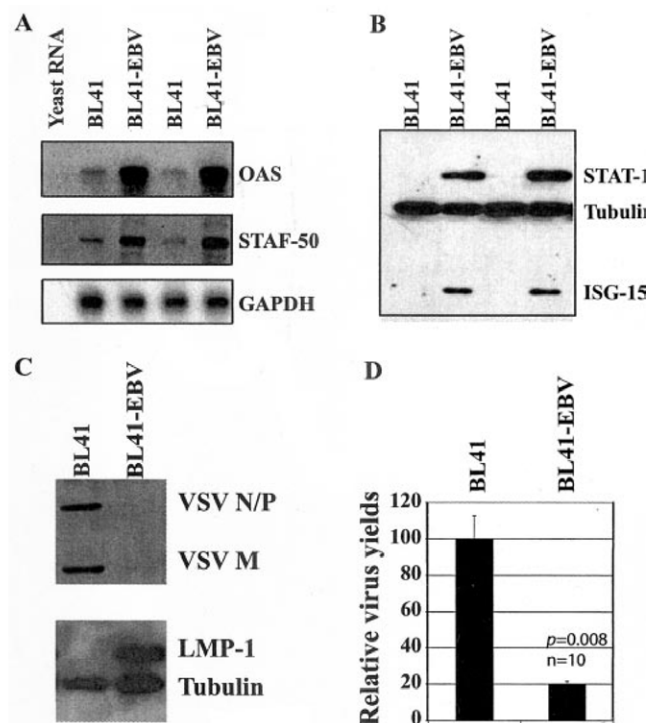 A
Yeast RNA
BL41
BL41-EBV
BL41
BL41-EBV
OAS
STAF-50
GAPDH
B
BL41
BL41-EBV
BL41
BL41-EBV
STAT-1
Tubulin
ISG-15
C
BL41
BL41-EBV
VSV N/P
VSV M
LMP-1
Tubulin
D
BL41
BL41-EBV
Relative virus yields
120
100
80
60
40
20
0
p=0.008
n=10